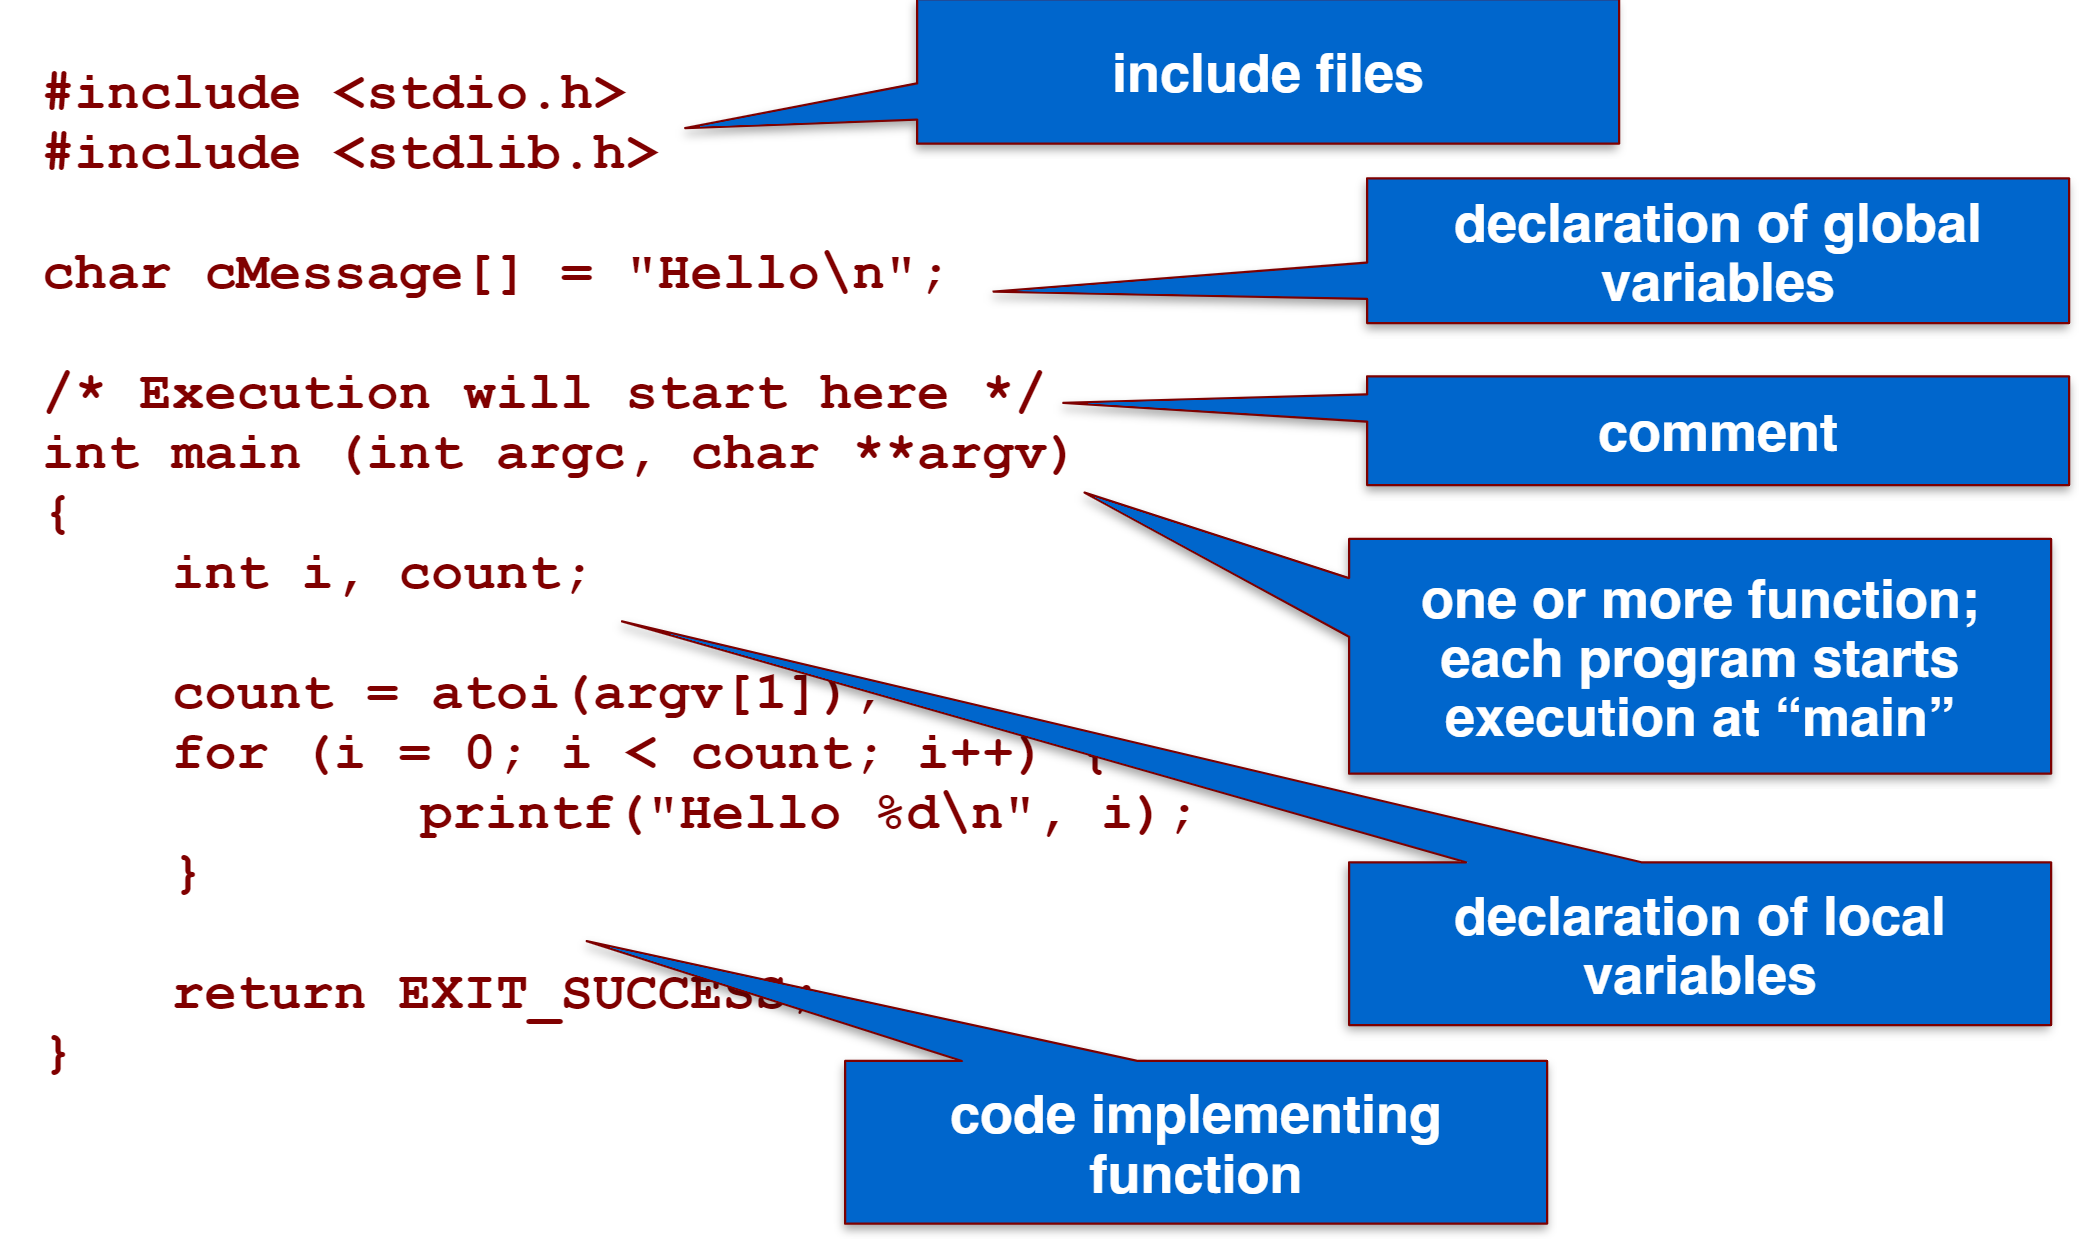 #include <stdio.h>
#include <stdlib.h>
char cMessage[] = "Hello\n";
/* Execution will start here */
int main (int argc, char **argv)
{
int i, count;
count = atoi(argv[1]);
for (i = 0; i < count; i++) {
printf("Hello %d\n", i);
}
return EXIT_SUCCESS;
}
include files
declaration of global
variables
comment
one or more function;
each program starts
execution at “main”
declaration of local
variables
code implementing
function